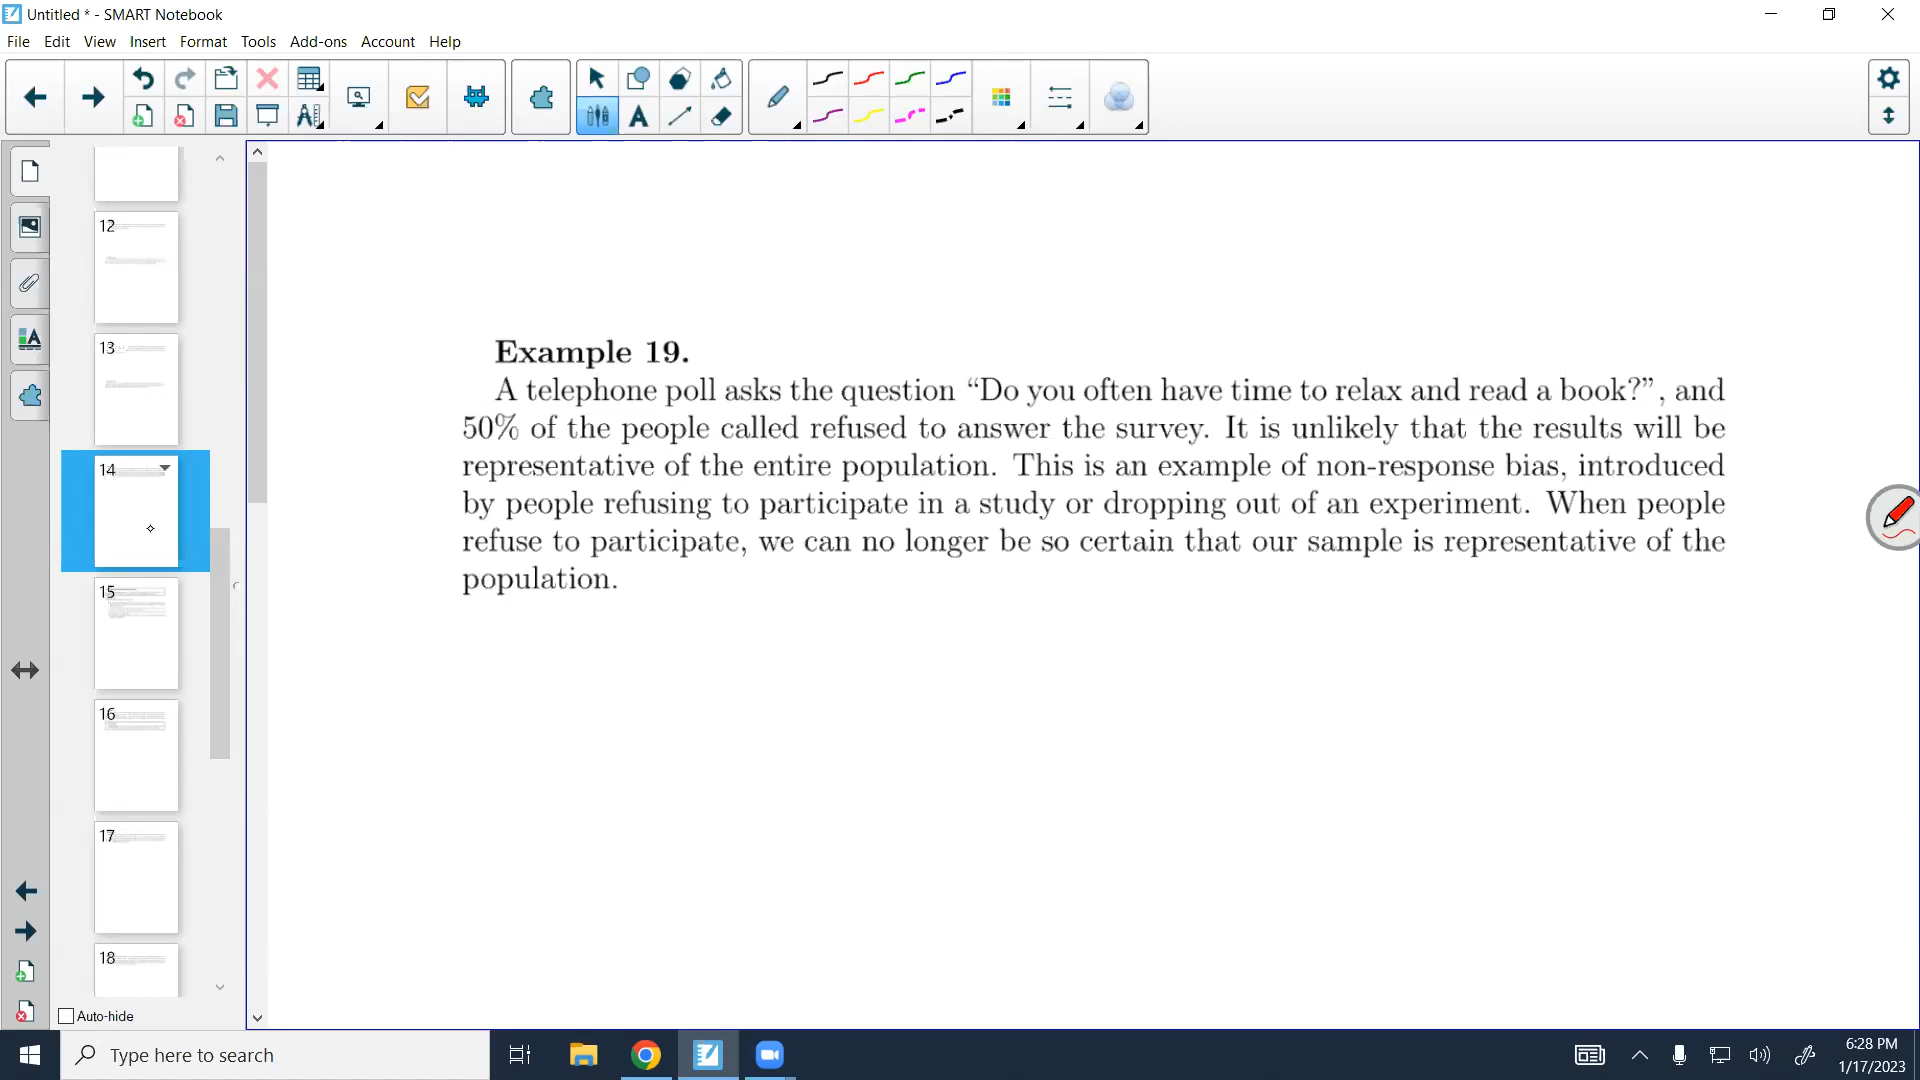 Untitled * - SMART Notebook
File Edit View Insert Format Tools Add-ons Account Help
12
13
14
15
16
17
18
Auto-hide
Example 19.
A telephone poll asks the question “Do you often have time to relax and read a book?”, and
50% of the people called refused to answer the survey. It is unlikely that the results will be
representative of the entire population. This is an example of non-response bias, introduced
by people refusing to participate in a study or dropping out of an experiment. When people
refuse to participate, we can no longer be so certain that our sample is representative of the
population.
Type here to search
6:28 PM
1/17/2023